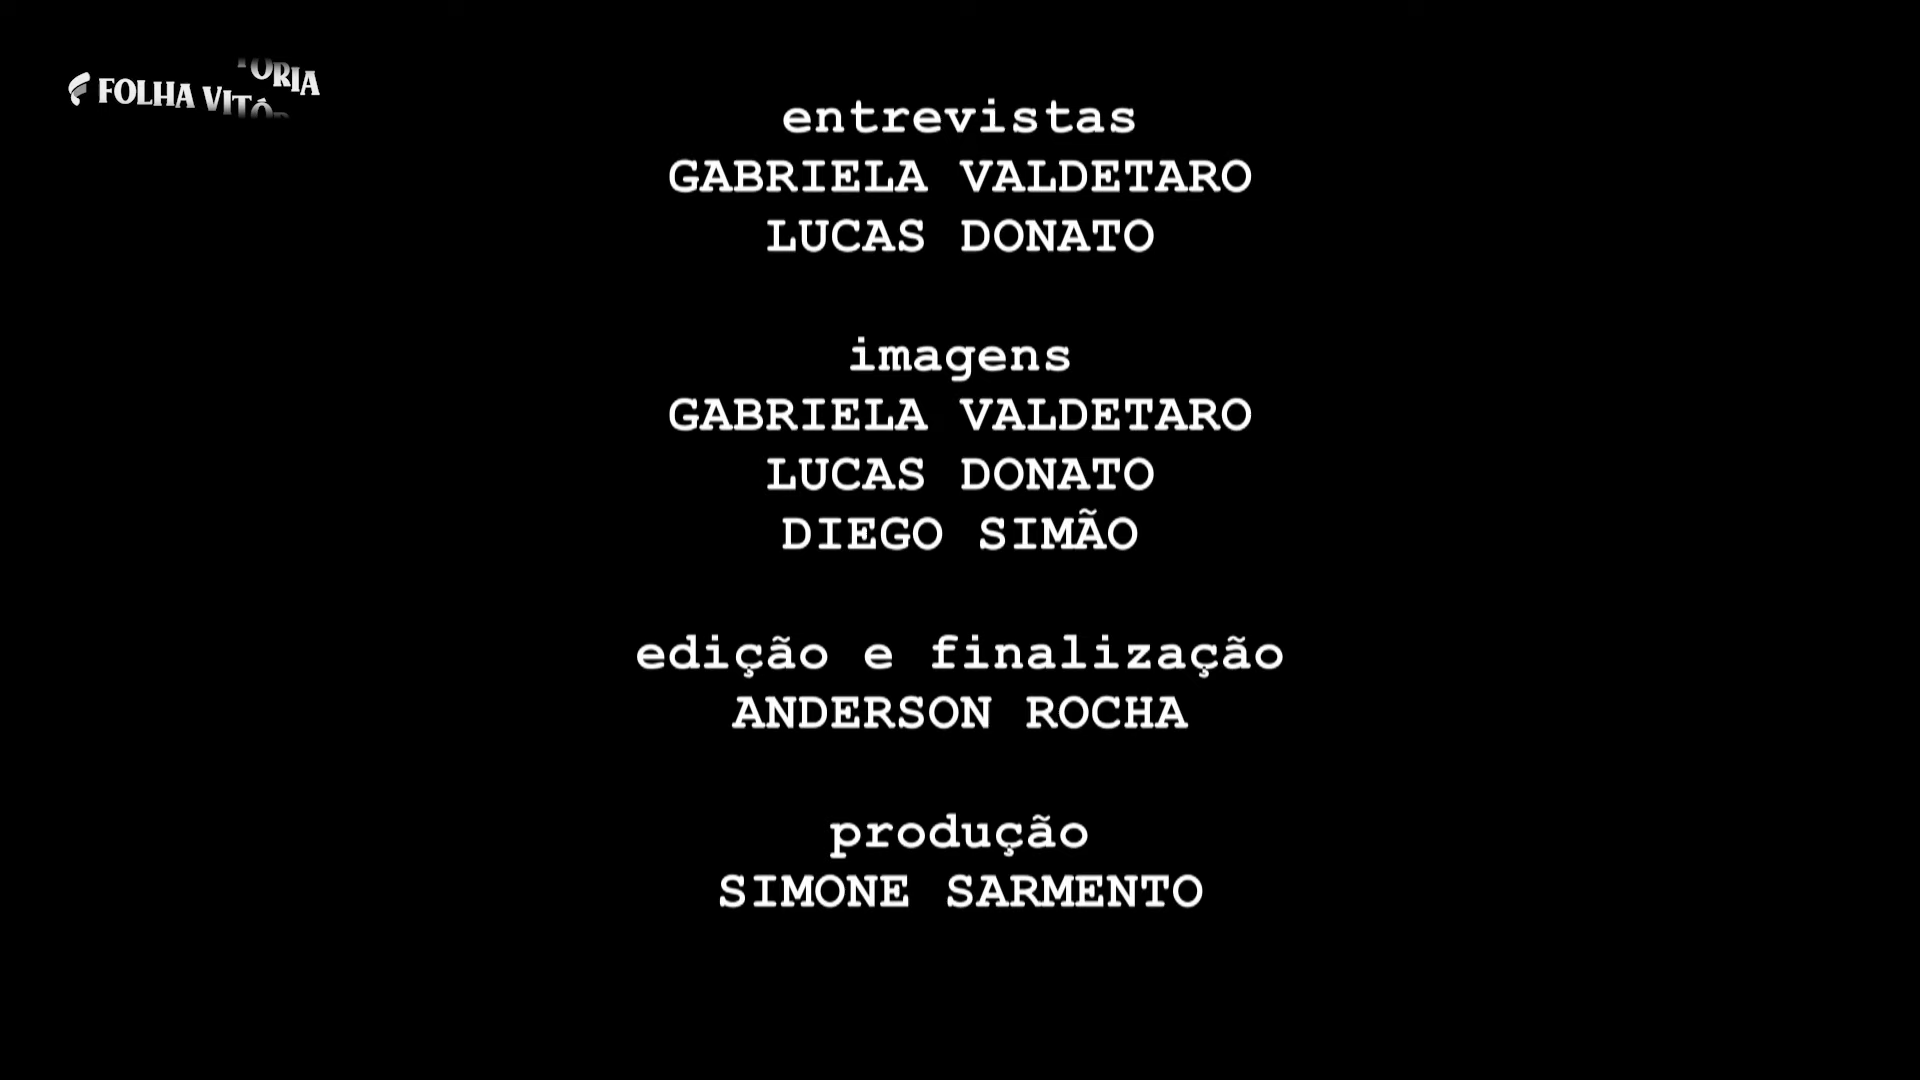 FOLHA VITÓRIA
entrevistas
GABRIELA VALDETARO
LUCAS DONATO
imagens
GABRIELA VALDETARO
LUCAS DONATO
DIEGO SIMÃO
edição e finalização
ANDERSON ROCHA
produção
SIMONE SARMENTO